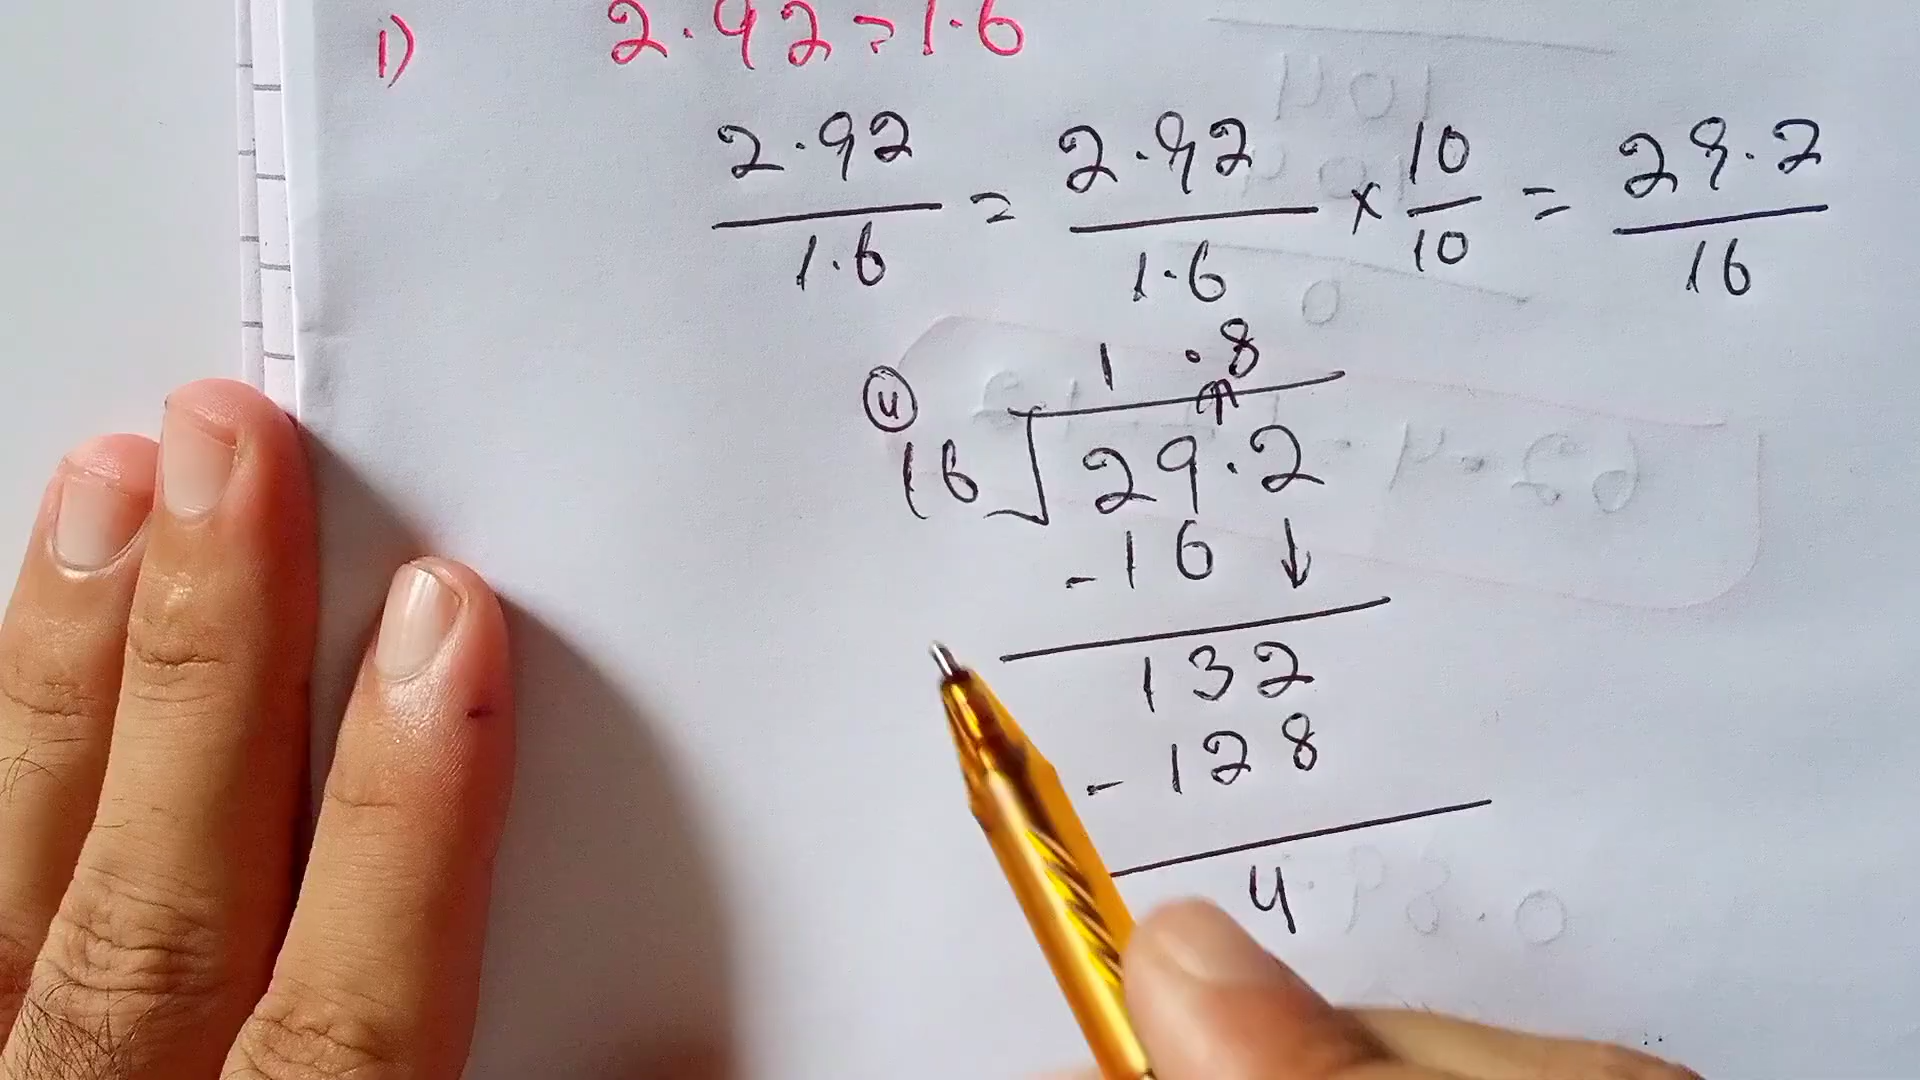 i) 2.92 ÷ 1.6
2.92/1.6 = 2.92/1.6 × 10/10 = 29.2/16
1 .8
4
16 √29.2
- 16 ↓
132
- 128
4